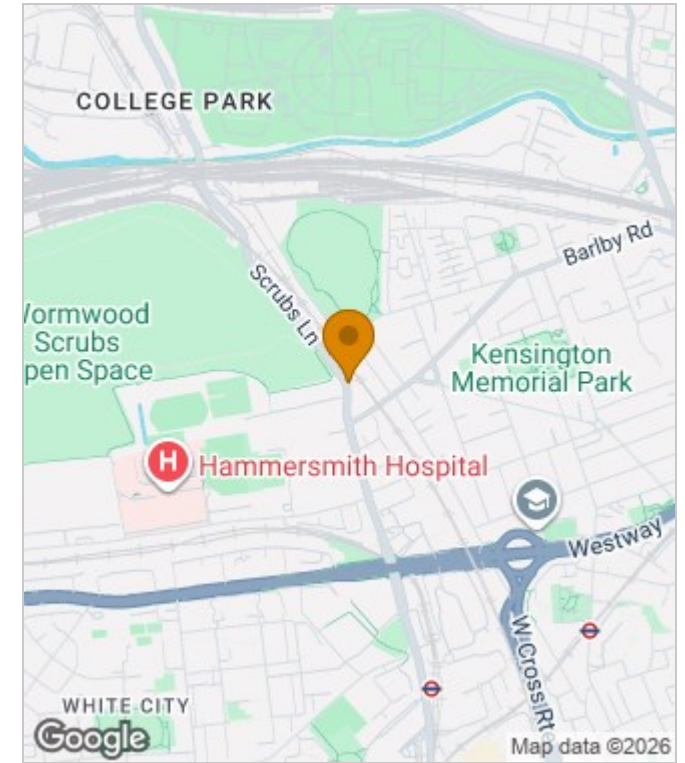 COLLEGE PARK
Barlby Rd
Scrubs Ln
Wormwood
Scrubs
pen Space
Kensington
Memorial Park
H
Hammersmith Hospital
Westway
W Cross Rte
WHITE CITY
Google
Map data ©2026